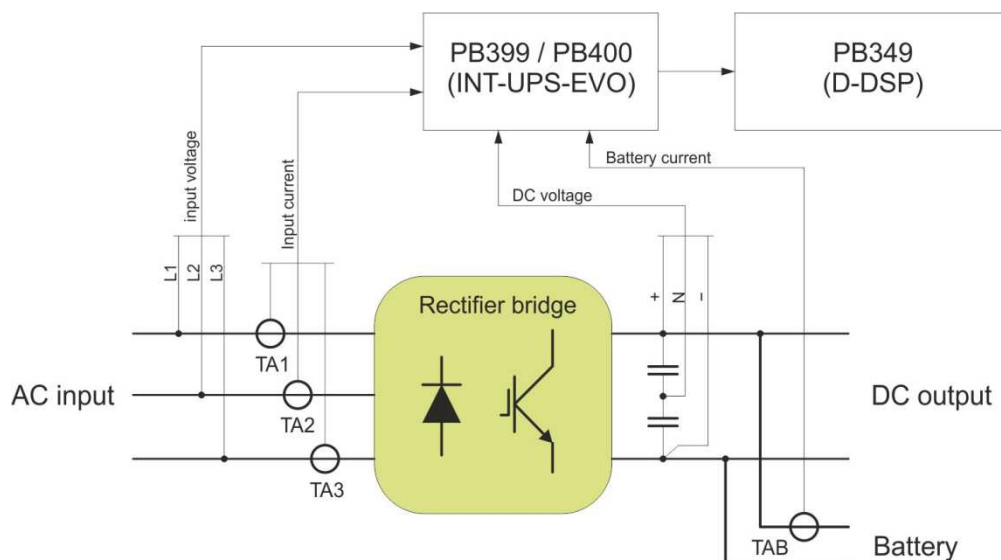 PB399 / PB400
(INT-UPS-EVO)
PB349
(D-DSP)
input voltage
Input current
DC voltage
Battery current
L1
L2
L3
+
N
–
Rectifier bridge
TA1
TA2
TA3
AC input
DC output
TAB
Battery